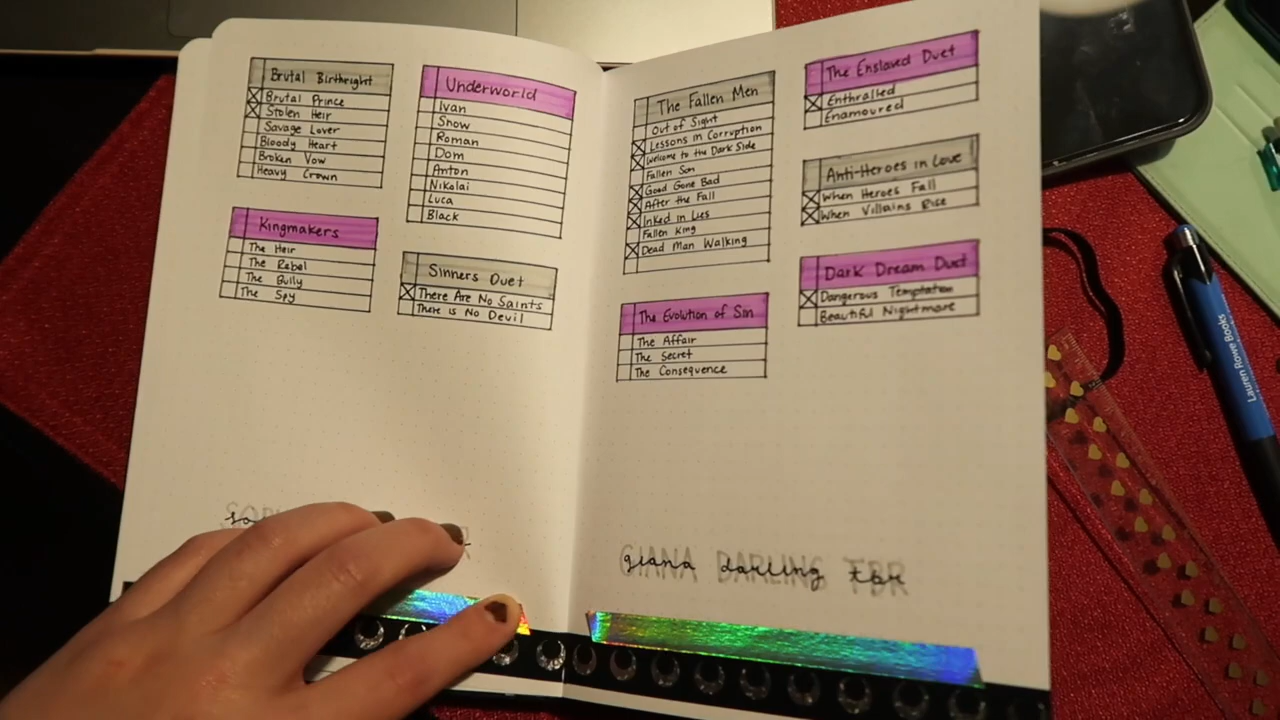 Brutal Birthright
Brutal Prince
Stolen Heir
Savage Lover
Bloody Heart
Broken Vow
Heavy Crown
Kingmakers
The Heir
The Rebel
The Bully
The Spy
Underworld
Ivan
Snow
Roman
Dom
Anton
Nikolai
Luca
Black
Sinners Duet
There Are No Saints
There is No Devil
The Fallen Men
Out of Sight
Lessons in Corruption
Welcome to the Dark Side
Fallen Son
Good Gone Bad
After the Fall
Inked in Lies
Fallen King
Dead Man Walking
The Evolution of Sin
The Affair
The Secret
The Consequence
The Enslaved Duet
Enthralled
Enamoured
Anti-Heroes in Love
When Heroes Fall
When Villains Rise
Dark Dream Duet
Dangerous Temptation
Beautiful Nightmare
GIANA DARLING TBR
giana darling tbr
Lauren Rowe Books